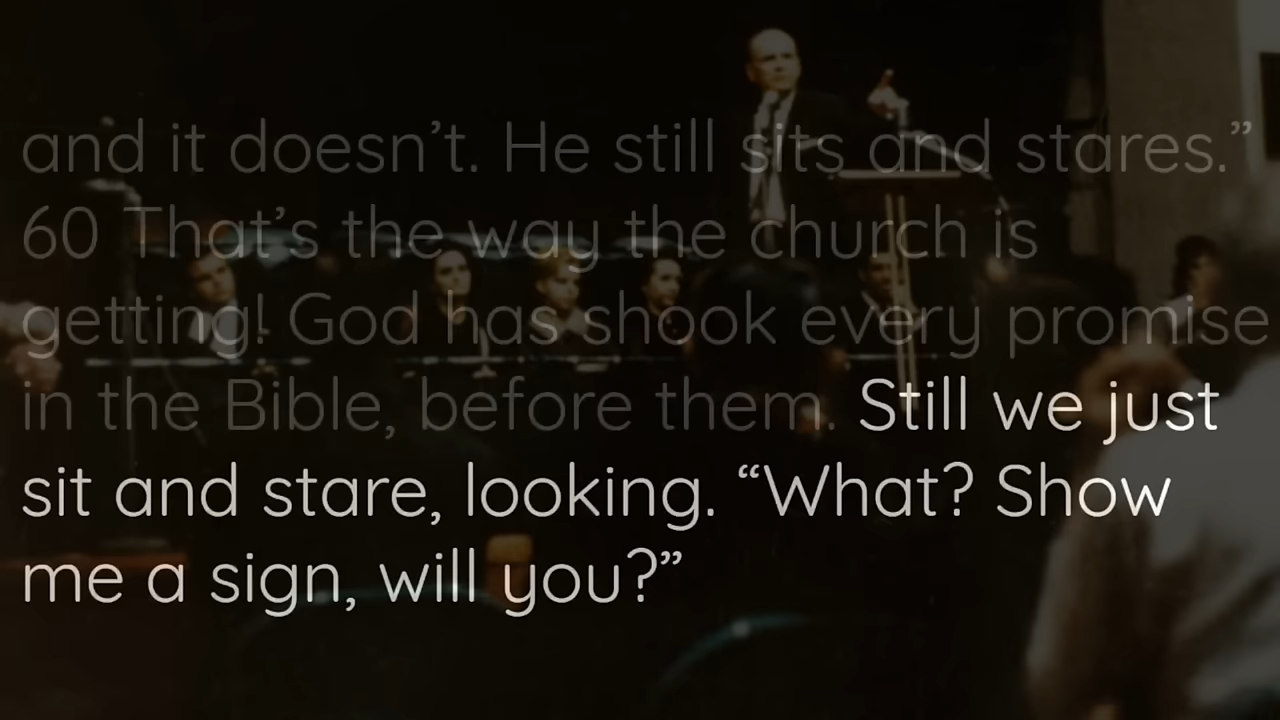 and it doesn’t. He still sits and stares.”
60 That’s the way the church is
getting! God has shook every promise
in the Bible, before them. Still we just
sit and stare, looking. “What? Show
me a sign, will you?”